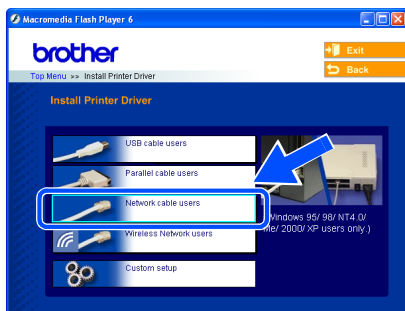 Macromedia Flash Player 6
brother
Exit
Back
Top Menu »» Install Printer Driver
Install Printer Driver
USB cable users
Parallel cable users
Network cable users
Wireless Network users
Custom setup
Windows 95/ 98/ NT4.0/
Me/ 2000/ XP users only.)